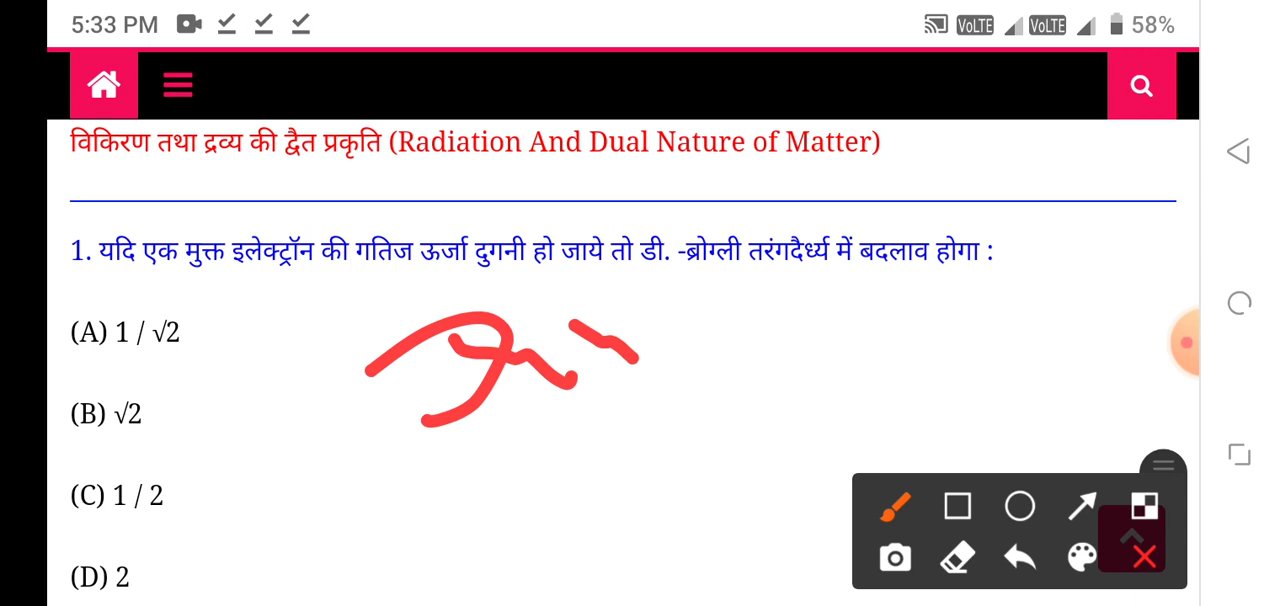 5:33 PM VoLTE VoLTE 58%
विकिरण तथा द्रव्य की द्वैत प्रकृति (Radiation And Dual Nature of Matter)
1. यदि एक मुक्त इलेक्ट्रॉन की गतिज ऊर्जा दुगनी हो जाये तो डी. -ब्रोग्ली तरंगदैर्ध्य में बदलाव होगा :
(A) 1 / √2
(B) √2
(C) 1 / 2
(D) 2